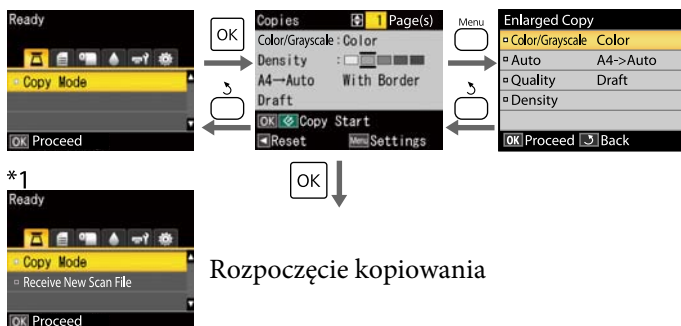 Ready
Copy Mode
OK Proceed
OK
Copies 1 Page(s)
Color/Grayscale : Color
Density :
A4→Auto With Border
Draft
OK Copy Start
Reset Menu Settings
Menu
Enlarged Copy
Color/Grayscale Color
Auto A4->Auto
Quality Draft
Density
OK Proceed Back
*1
Ready
Copy Mode
Receive New Scan File
OK Proceed
OK
Rozpoczęcie kopiowania